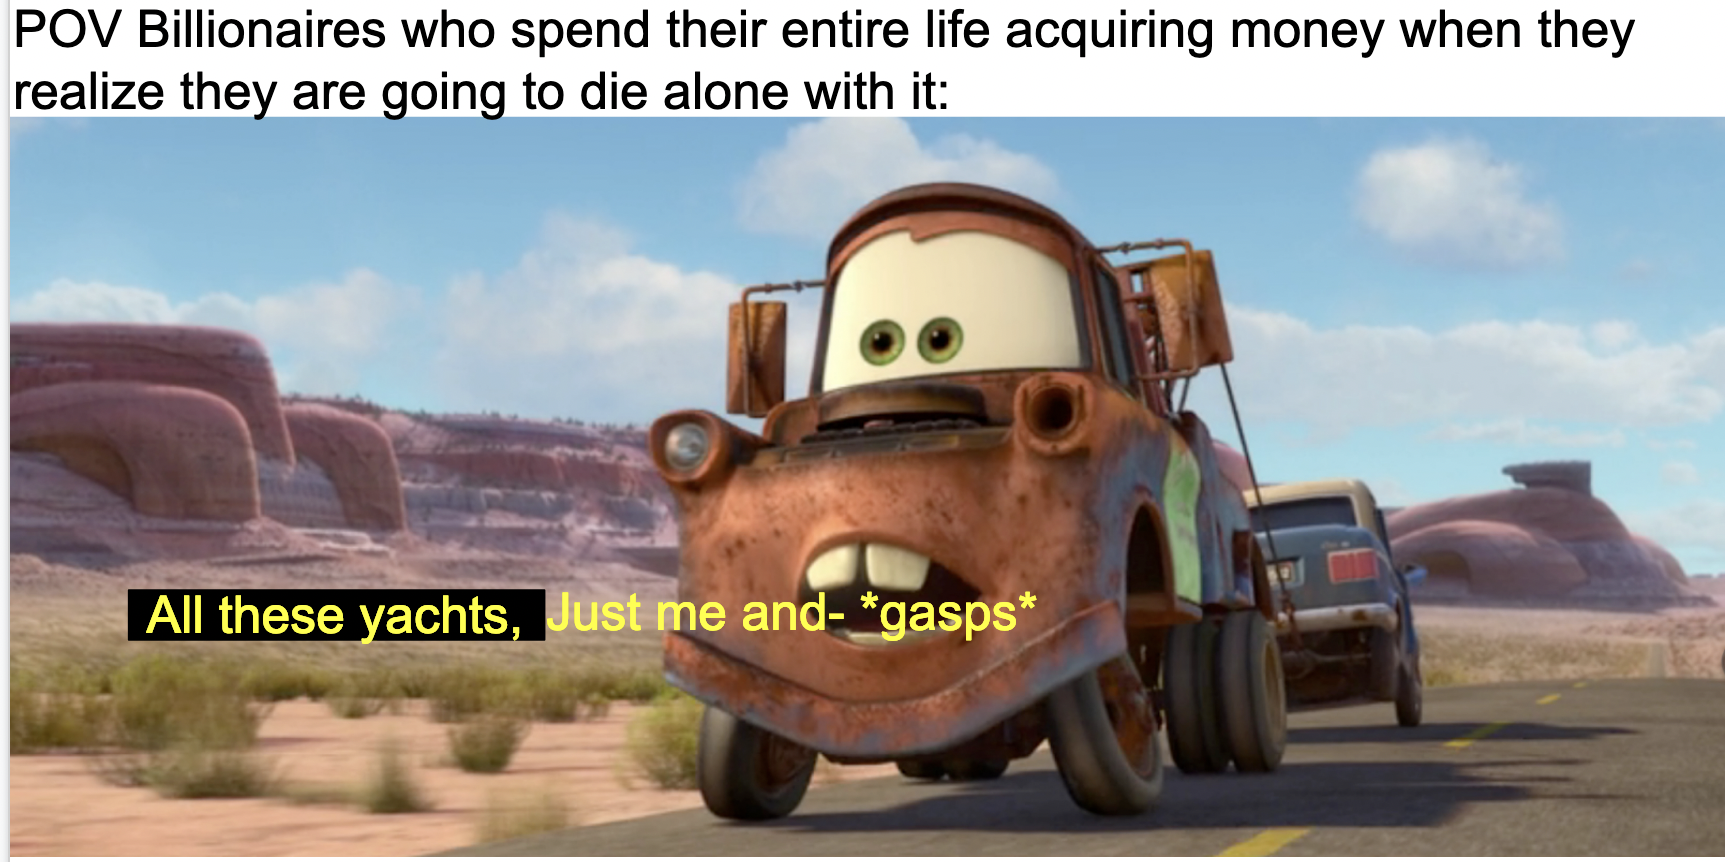 POV Billionaires who spend their entire life acquiring money when they
realize they are going to die alone with it:
All these yachts, Just me and- *gasps*